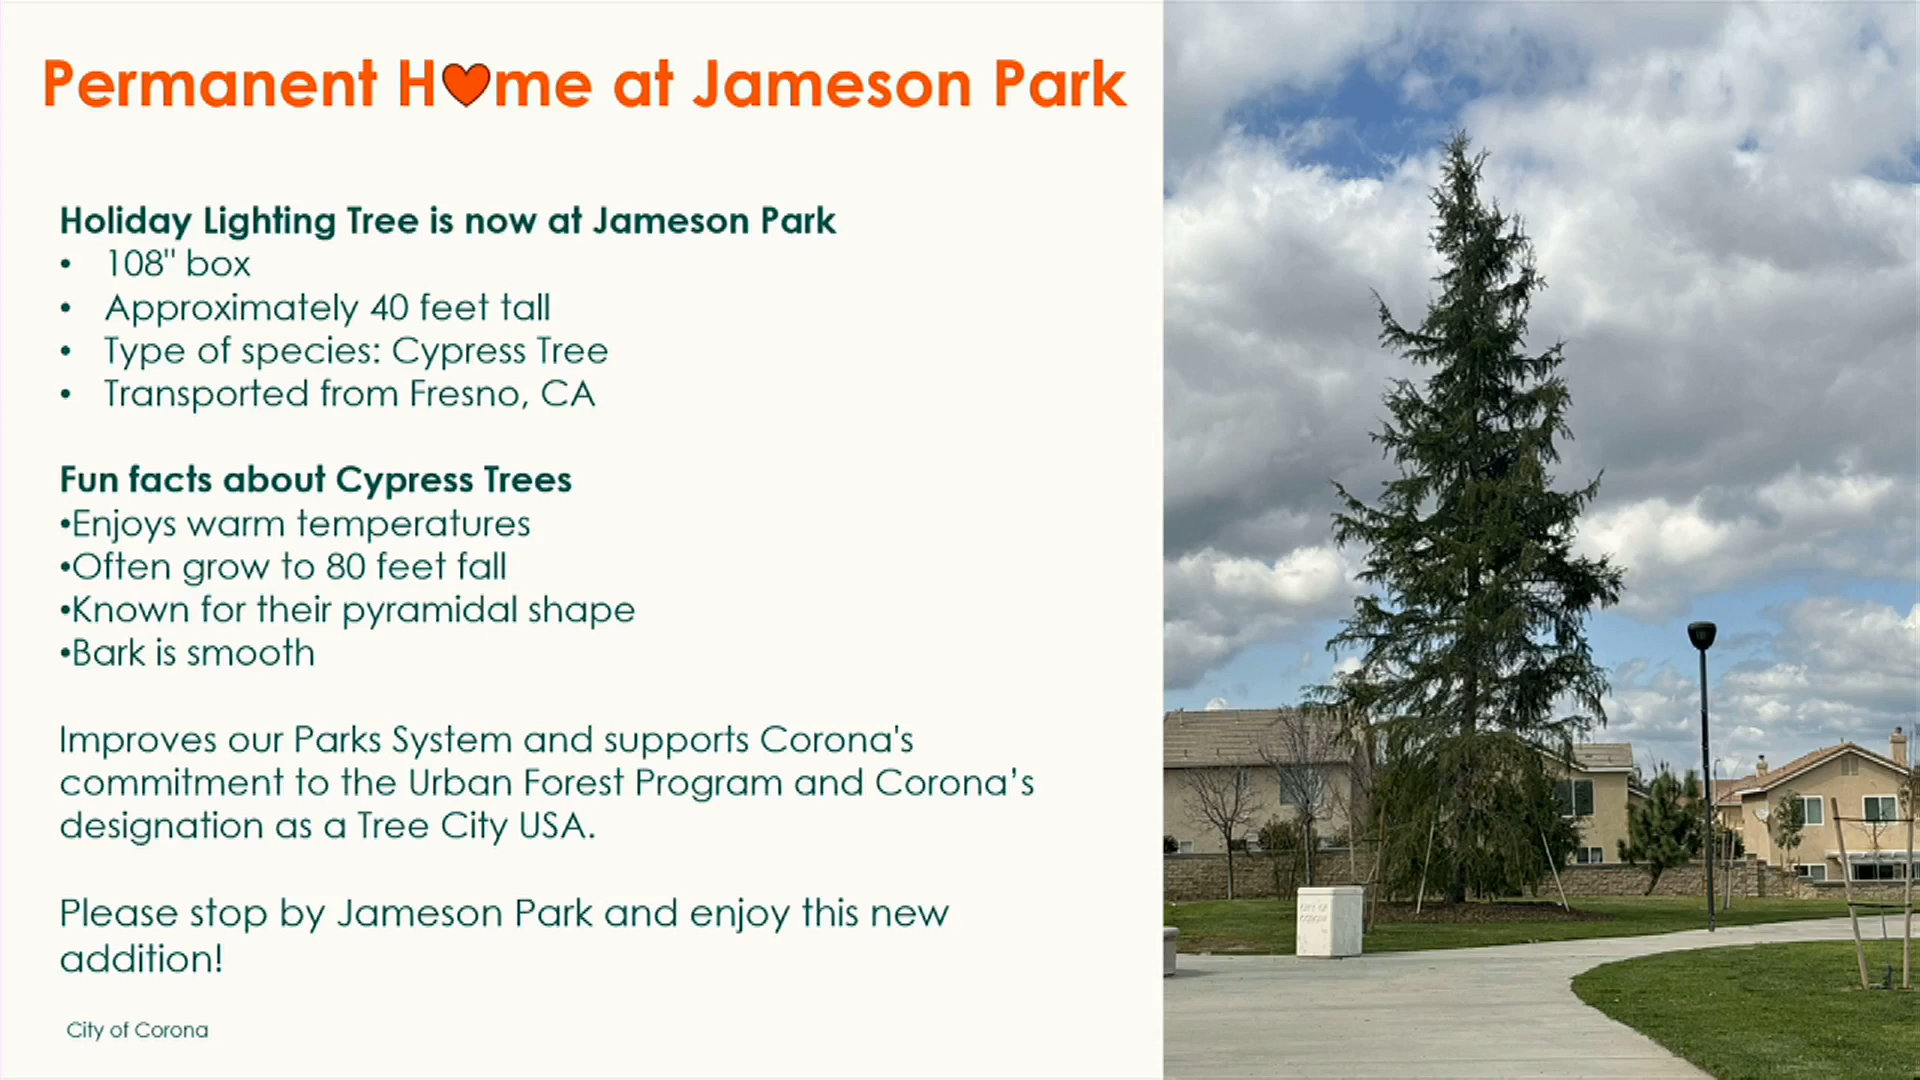 Permanent H🧡me at Jameson Park
Holiday Lighting Tree is now at Jameson Park
• 108" box
• Approximately 40 feet tall
• Type of species: Cypress Tree
• Transported from Fresno, CA
Fun facts about Cypress Trees
•Enjoys warm temperatures
•Often grow to 80 feet fall
•Known for their pyramidal shape
•Bark is smooth
Improves our Parks System and supports Corona's
commitment to the Urban Forest Program and Corona’s
designation as a Tree City USA.
Please stop by Jameson Park and enjoy this new
addition!
City of Corona
CITY OF
CORONA